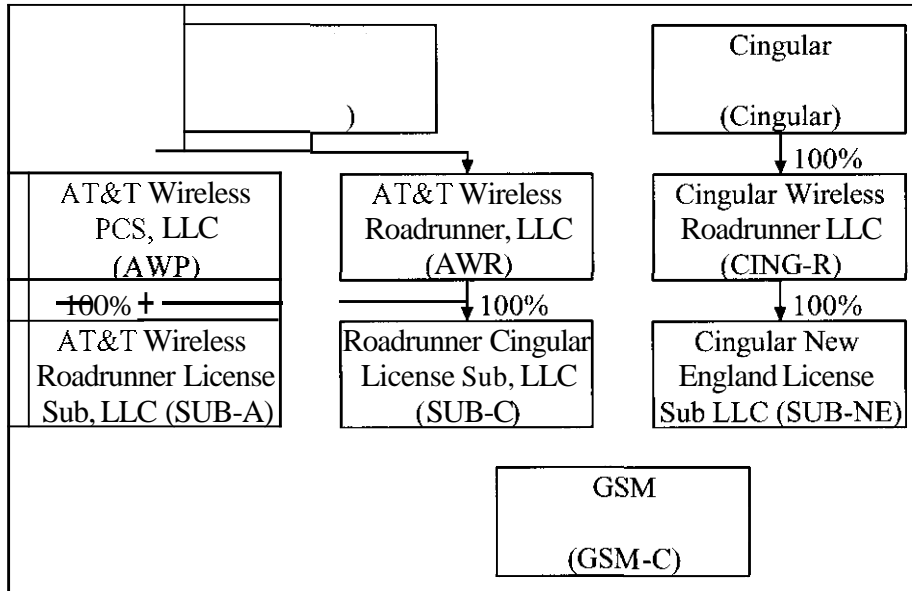 )
Cingular
(Cingular)
100%
AT&T Wireless
PCS, LLC
(AWP)
AT&T Wireless
Roadrunner, LLC
(AWR)
Cingular Wireless
Roadrunner LLC
(CING-R)
100% +
100%
100%
AT&T Wireless
Roadrunner License
Sub, LLC (SUB-A)
Roadrunner Cingular
License Sub, LLC
(SUB-C)
Cingular New
England License
Sub LLC (SUB-NE)
GSM
(GSM-C)